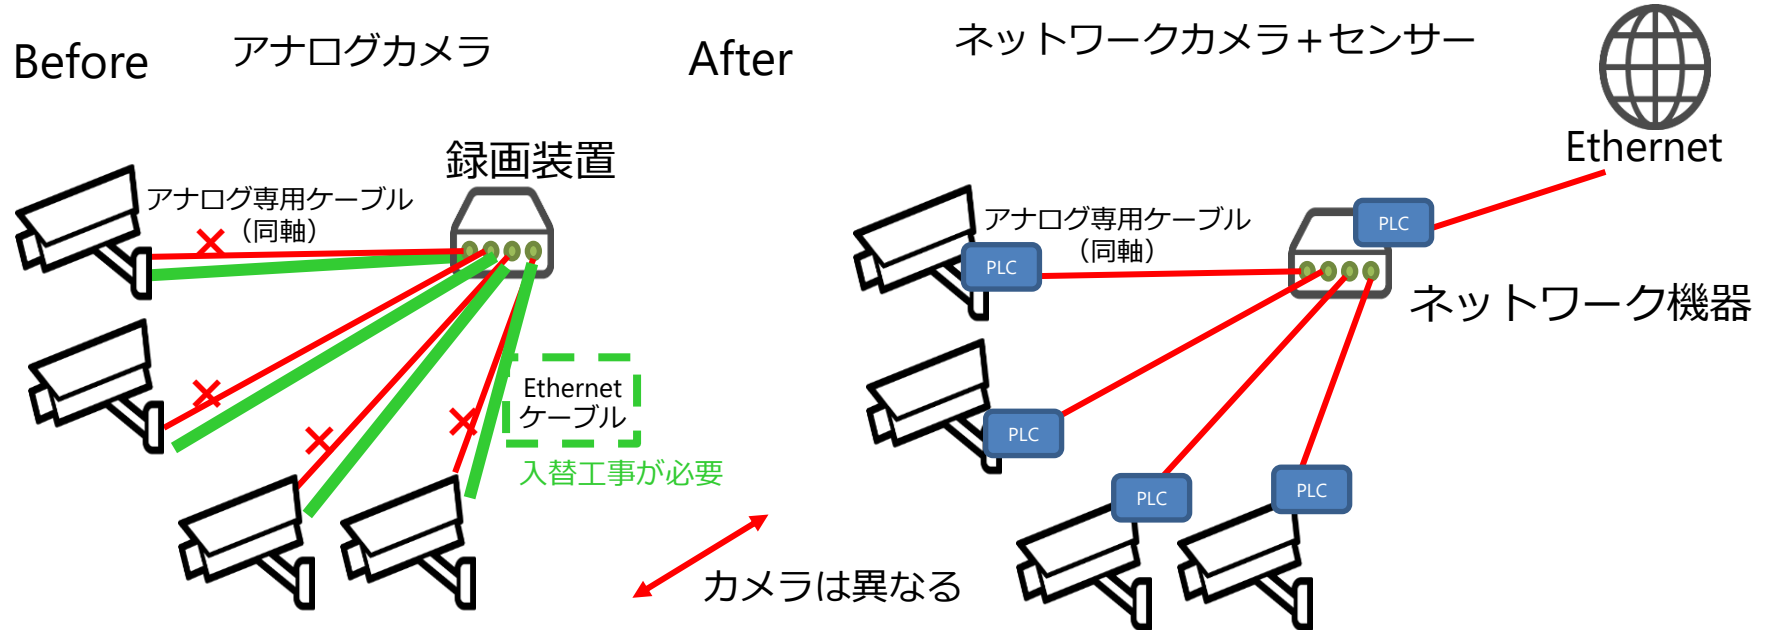 Before
アナログカメラ
After
ネットワークカメラ+センサー
Ethernet
録画装置
アナログ専用ケーブル
(同軸)
Ethernet
ケーブル
入替工事が必要
カメラは異なる
アナログ専用ケーブル
(同軸)
PLC
PLC
ネットワーク機器
PLC
PLC
PLC